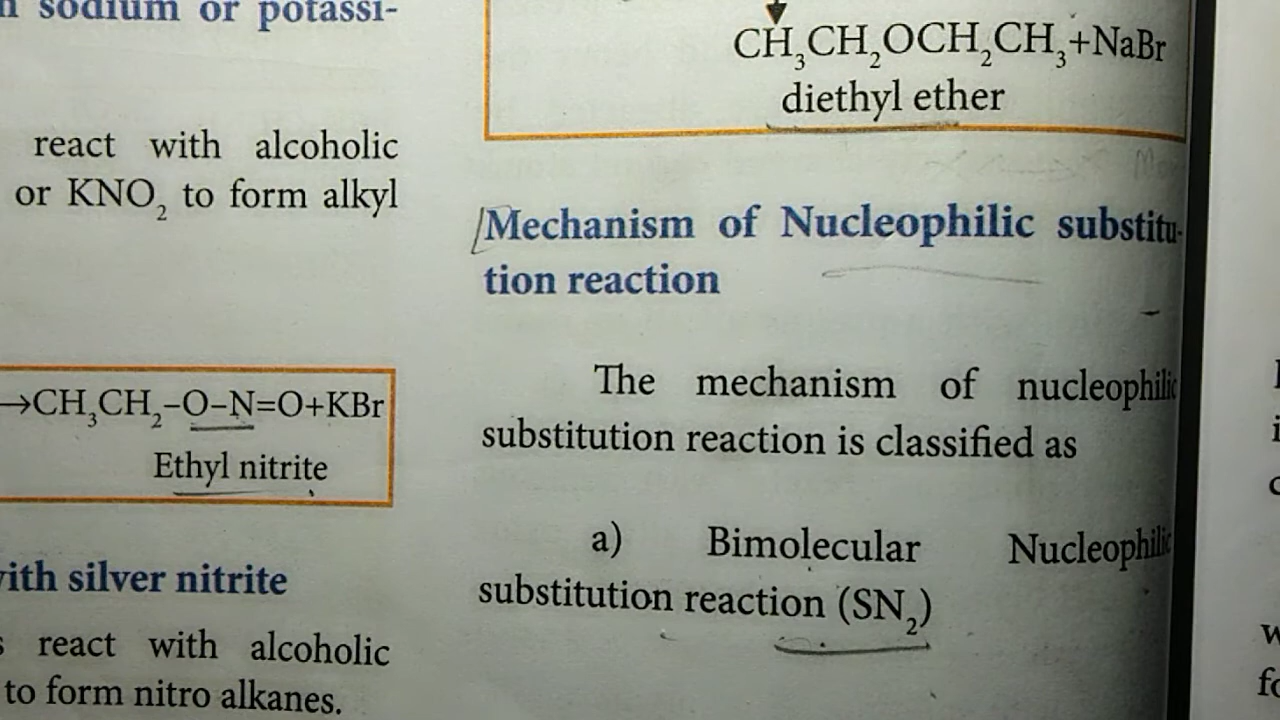 sodium or potassi-
react with alcoholic
or KNO₂ to form alkyl
→CH₃CH₂–O–N=O+KBr
Ethyl nitrite
with silver nitrite
react with alcoholic
to form nitro alkanes.
CH₃CH₂OCH₂CH₃+NaBr
diethyl ether
Mechanism of Nucleophilic substitu-
tion reaction
The mechanism of nucleophilic
substitution reaction is classified as
a) Bimolecular Nucleophilic
substitution reaction (SN₂)